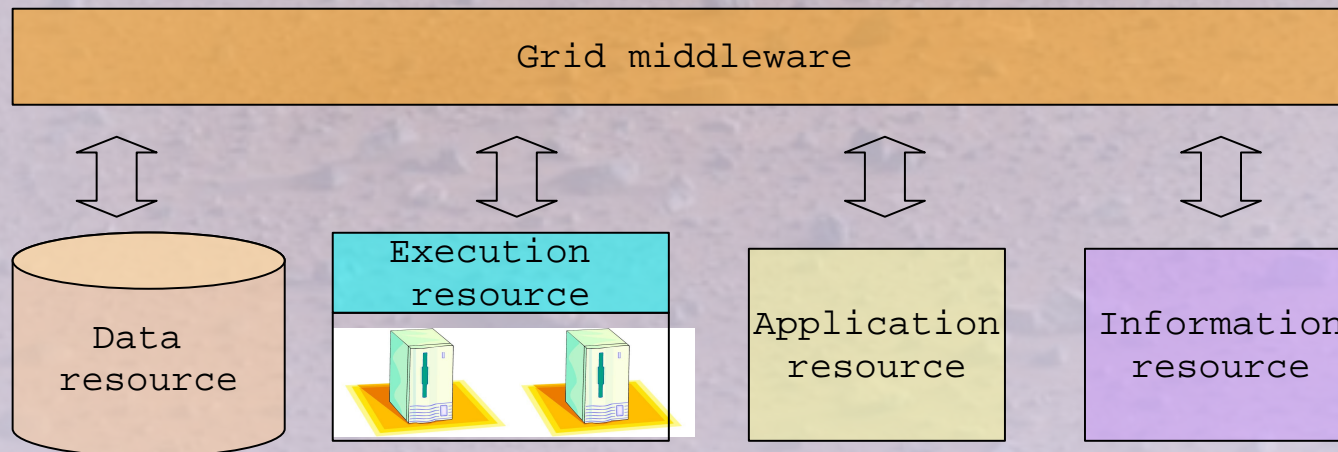 Grid middleware
Execution
resource
Data
resource
Application
resource
Information
resource